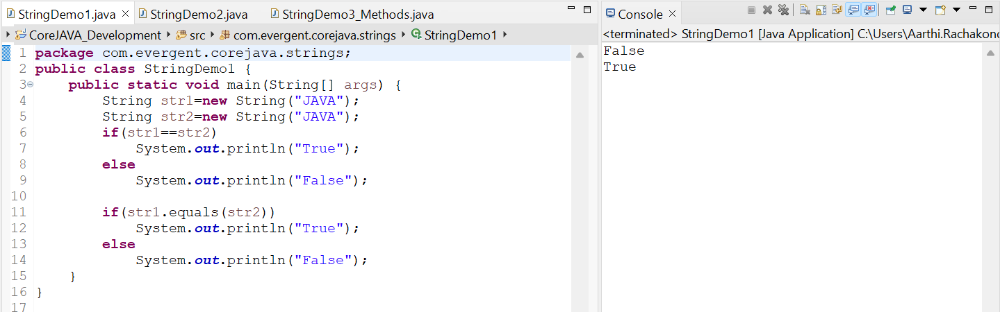 StringDemo1.java StringDemo2.java StringDemo3_Methods.java
CoreJAVA_Development src com.evergent.corejava.strings StringDemo1
1 package com.evergent.corejava.strings;
2 public class StringDemo1 {
3 public static void main(String[] args) {
4 String str1=new String("JAVA");
5 String str2=new String("JAVA");
6 if(str1==str2)
7 System.out.println("True");
8 else
9 System.out.println("False");
10
11 if(str1.equals(str2))
12 System.out.println("True");
13 else
14 System.out.println("False");
15 }
16 }
17
Console
<terminated> StringDemo1 [Java Application] C:\Users\Aarthi.Rachakond
False
True